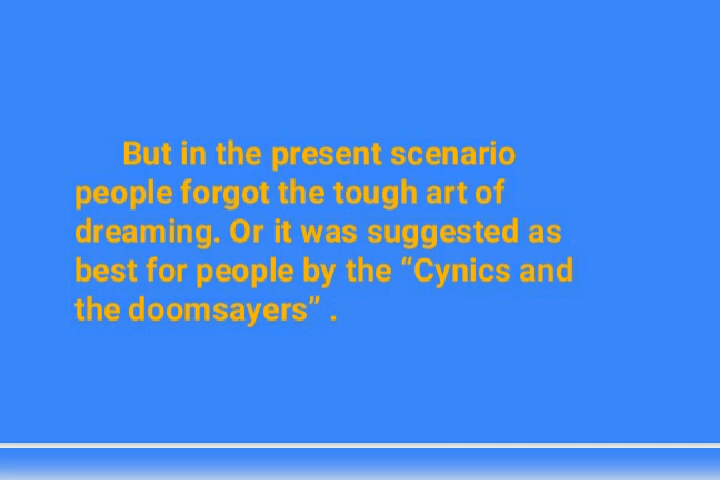 But in the present scenario
people forgot the tough art of
dreaming. Or it was suggested as
best for people by the “Cynics and
the doomsayers” .